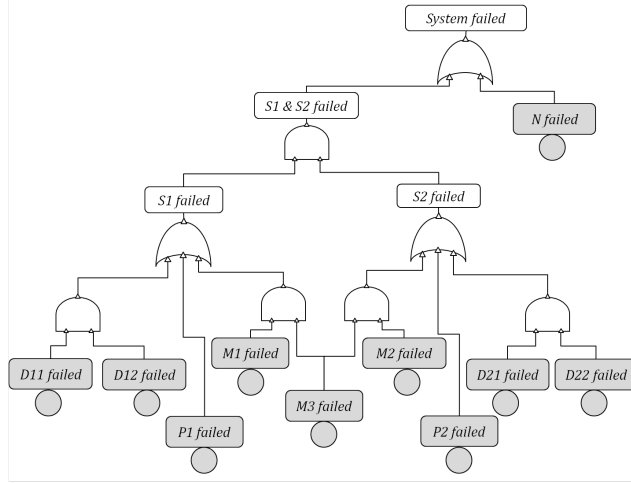 System failed
S1 & S2 failed
N failed
S1 failed
S2 failed
M1 failed
M2 failed
D11 failed
D12 failed
D21 failed
D22 failed
M3 failed
P1 failed
P2 failed